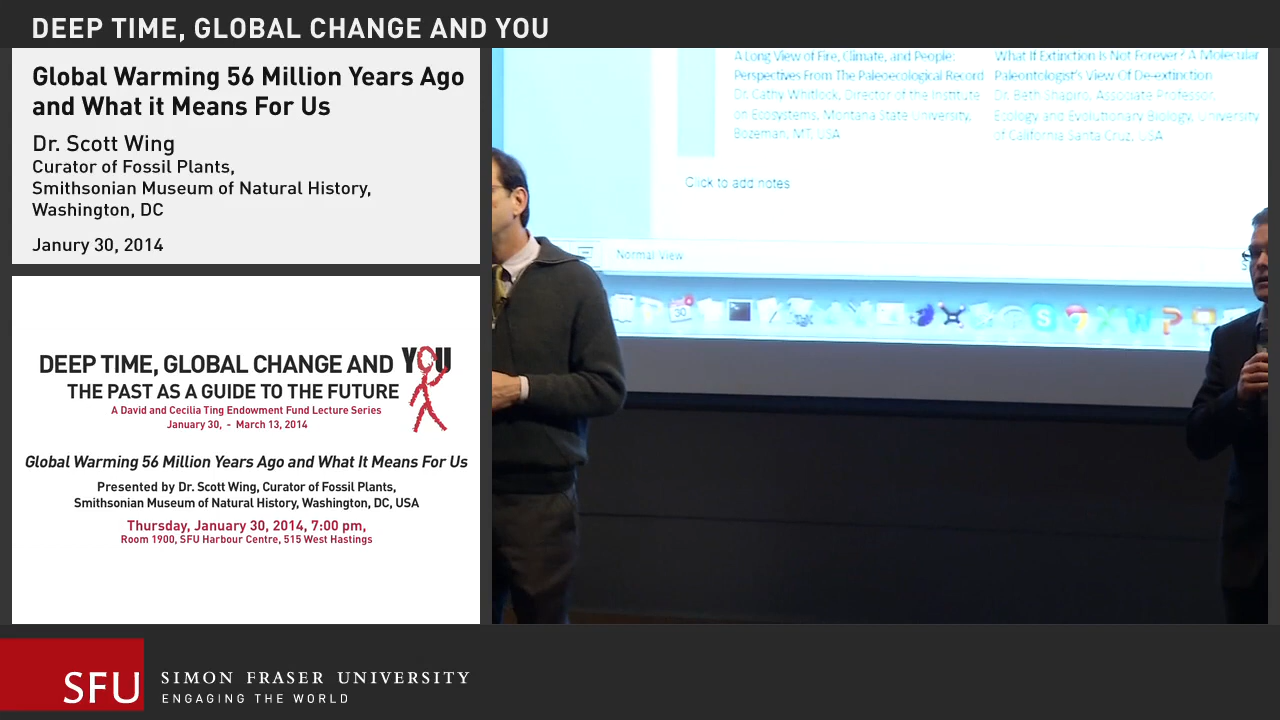 DEEP TIME, GLOBAL CHANGE AND YOU
Global Warming 56 Million Years Ago
and What it Means For Us
Dr. Scott Wing
Curator of Fossil Plants,
Smithsonian Museum of Natural History,
Washington, DC
Janury 30, 2014
DEEP TIME, GLOBAL CHANGE AND YOU
THE PAST AS A GUIDE TO THE FUTURE
A David and Cecilia Ting Endowment Fund Lecture Series
January 30, - March 13, 2014
Global Warming 56 Million Years Ago and What It Means For Us
Presented by Dr. Scott Wing, Curator of Fossil Plants,
Smithsonian Museum of Natural History, Washington, DC, USA
Thursday, January 30, 2014, 7:00 pm,
Room 1900, SFU Harbour Centre, 515 West Hastings
A Long View of Fire, Climate, and People:
Perspectives From The Paleoecological Record
Dr. Cathy Whitlock, Director of the Institute
on Ecosystems, Montana State University,
Bozeman, MT, USA
What If Extinction Is Not Forever? A Molecular
Paleontologist's View Of De-extinction
Dr. Beth Shapiro, Associate Professor,
Ecology and Evolutionary Biology, University
of California Santa Cruz, USA
Click to add notes
Normal View
30
SFU
SIMON FRASER UNIVERSITY
ENGAGING THE WORLD